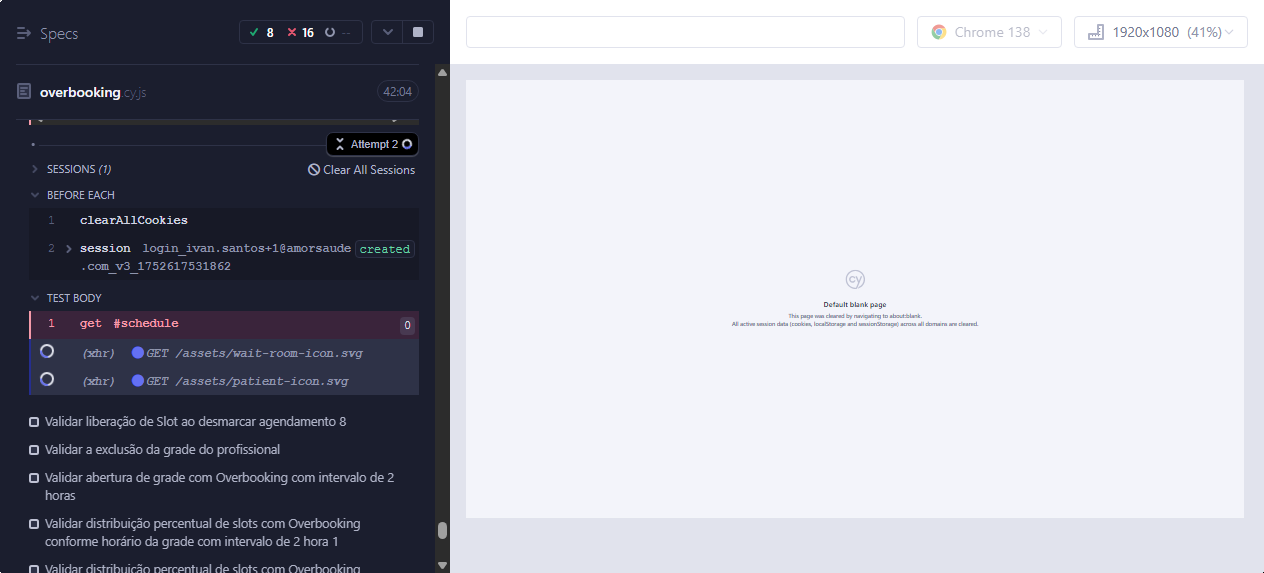 Specs
8
16
--
Chrome 138
1920x1080 (41%)
overbooking.cy.js
42:04
Attempt 2
SESSIONS (1)
Clear All Sessions
BEFORE EACH
1 clearAllCookies
2 session login_ivan.santos+1@amorsaude
.com_v3_1752617531862
created
TEST BODY
1 get #schedule 0
(xhr) GET /assets/wait-room-icon.svg
(xhr) GET /assets/patient-icon.svg
Validar liberação de Slot ao desmarcar agendamento 8
Validar a exclusão da grade do profissional
Validar abertura de grade com Overbooking com intervalo de 2
horas
Validar distribuição percentual de slots com Overbooking
conforme horário da grade com intervalo de 2 hora 1
Validar distribuição percentual de slots com Overbooking
cy
Default blank page
This page was cleared by navigating to about:blank.
All active session data (cookies, localStorage and sessionStorage) across all domains are cleared.